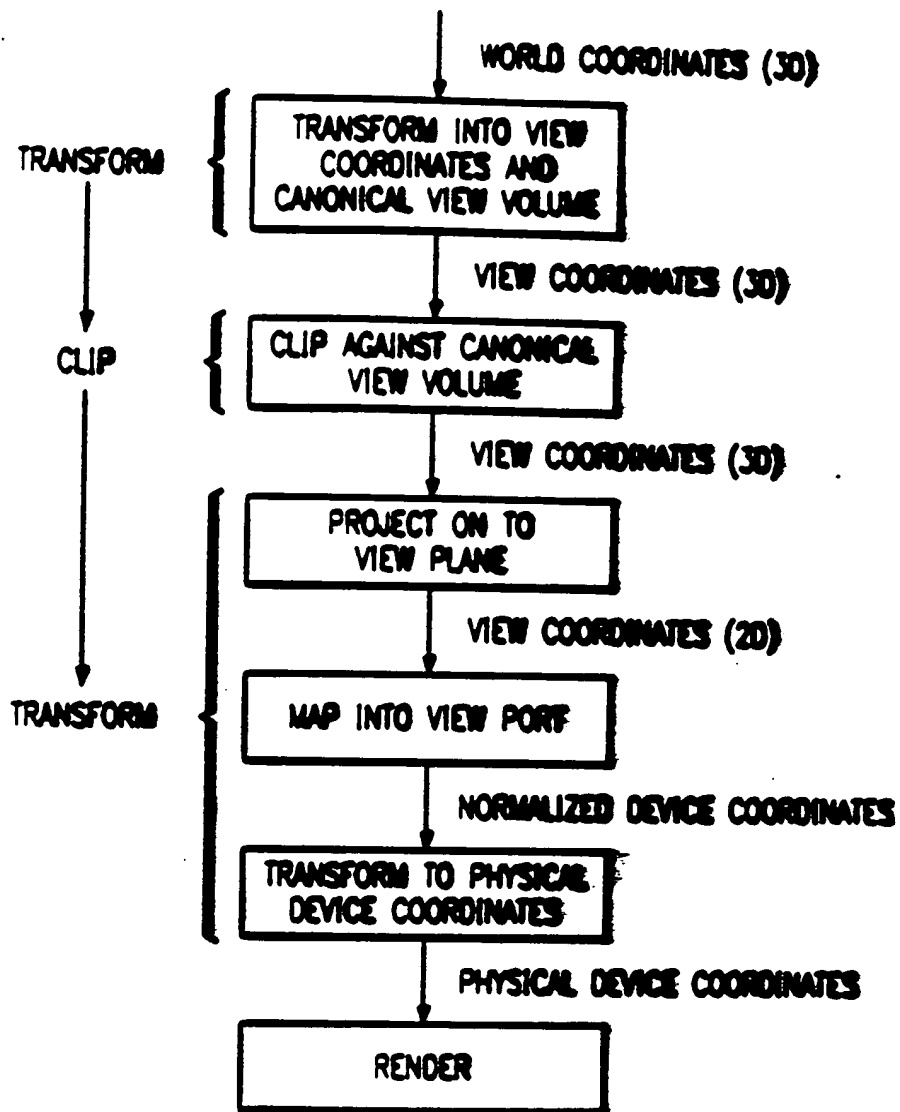 WORLD COORDINATES (3D)
TRANSFORM
TRANSFORM INTO VIEW
COORDINATES AND
CANONICAL VIEW VOLUME
VIEW COORDINATES (3D)
CLIP
CLIP AGAINST CANONICAL
VIEW VOLUME
VIEW COORDINATES (3D)
PROJECT ON TO
VIEW PLANE
VIEW COORDINATES (2D)
TRANSFORM
MAP INTO VIEW PORT
NORMALIZED DEVICE COORDINATES
TRANSFORM TO PHYSICAL
DEVICE COORDINATES
PHYSICAL DEVICE COORDINATES
RENDER